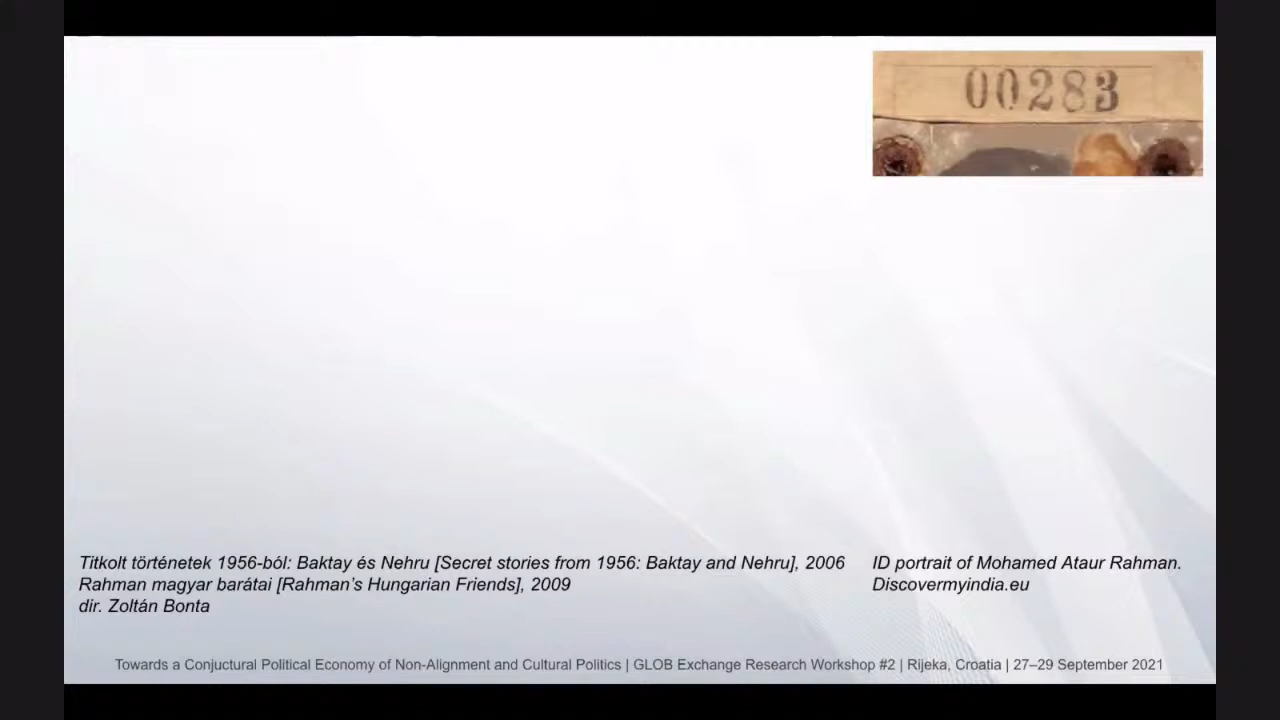 00283
Titkolt történetek 1956-ból: Baktay és Nehru [Secret stories from 1956: Baktay and Nehru], 2006
Rahman magyar barátai [Rahman's Hungarian Friends], 2009
dir. Zoltán Bonta
ID portrait of Mohamed Ataur Rahman.
Discovermyindia.eu
Towards a Conjuctural Political Economy of Non-Alignment and Cultural Politics | GLOB Exchange Research Workshop #2 | Rijeka, Croatia | 27–29 September 2021